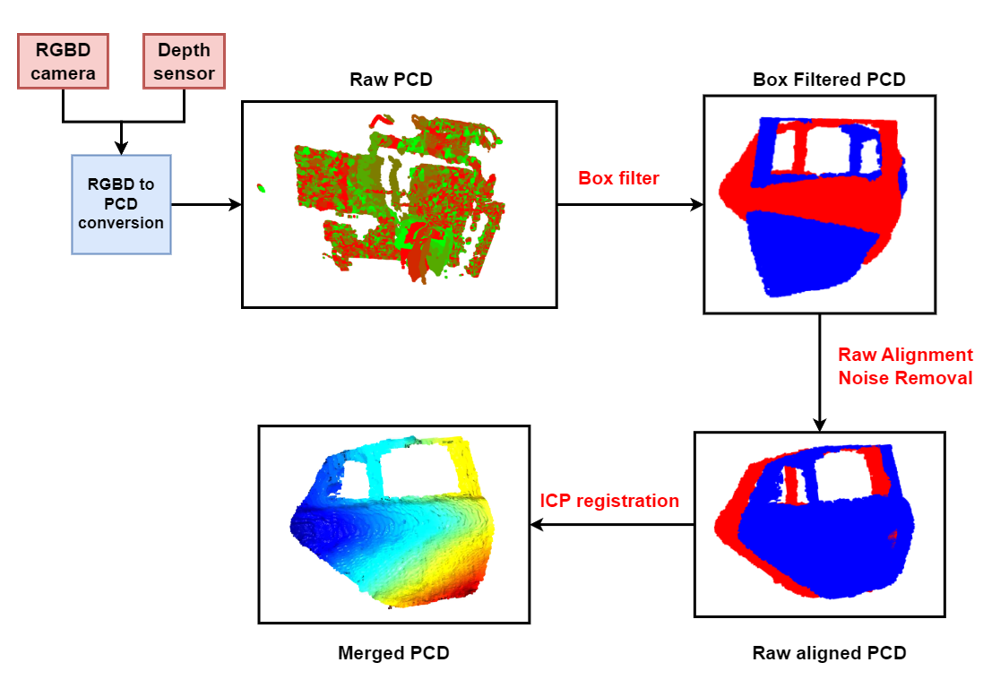 RGBD
camera
Depth
sensor
Raw PCD
Box Filtered PCD
RGBD to
PCD
conversion
Box filter
Raw Alignment
Noise Removal
ICP registration
Merged PCD
Raw aligned PCD